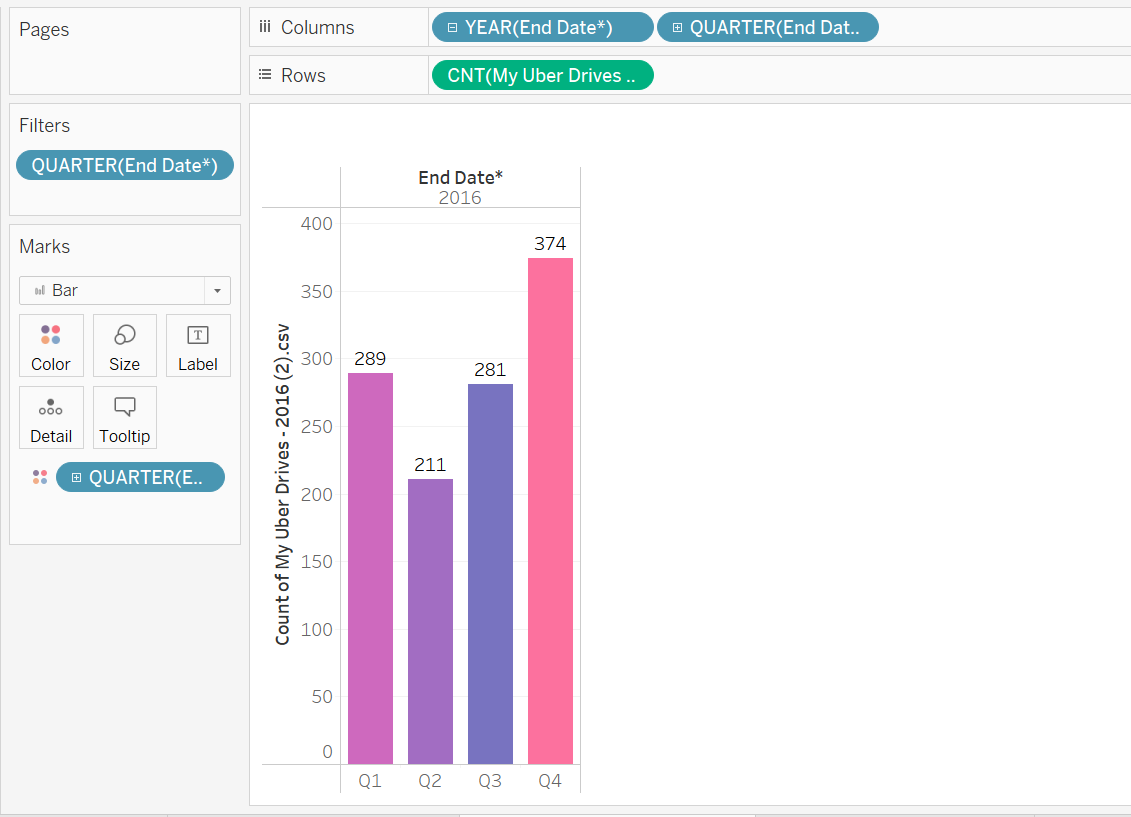 Pages
Columns
YEAR(End Date*)
QUARTER(End Dat..
Rows
CNT(My Uber Drives ..
Filters
QUARTER(End Date*)
Marks
Bar
Color
Size
Label
Detail
Tooltip
QUARTER(E..
End Date*
2016
Count of My Uber Drives - 2016 (2).csv
400
350
300
250
200
150
100
50
0
289
211
281
374
Q1
Q2
Q3
Q4